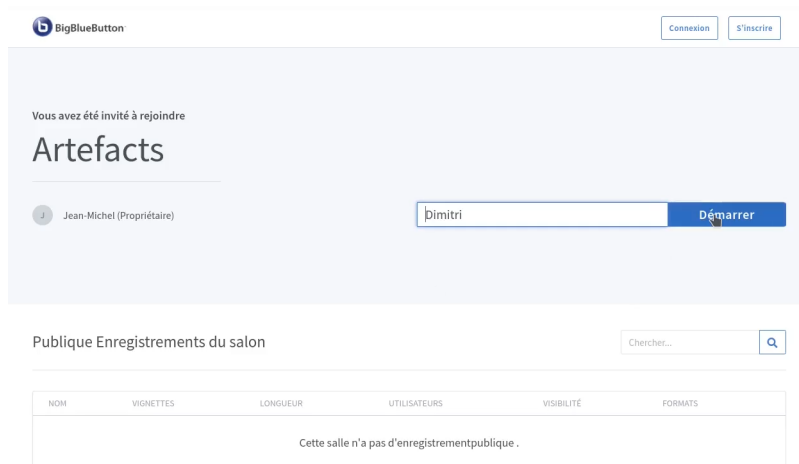 BigBlueButton
Connexion
S'inscrire
Vous avez été invité à rejoindre
Artefacts
J
Jean-Michel (Propriétaire)
Dimitri
Démarrer
Publique Enregistrements du salon
Chercher...
NOM VIGNETTES LONGUEUR UTILISATEURS VISIBILITÉ FORMATS
Cette salle n'a pas d'enregistrementpublique .